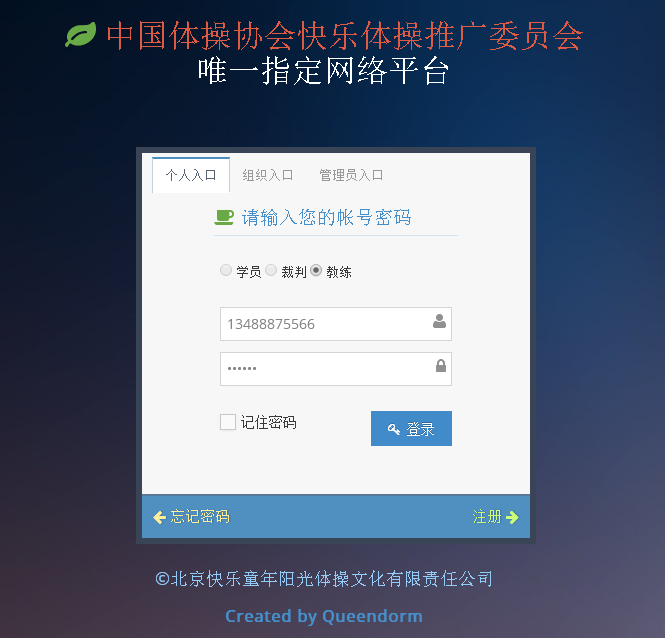 中国体操协会快乐体操推广委员会
唯一指定网络平台
个人入口 组织入口 管理员入口
请输入您的帐号密码
学员 裁判 教练
13488875566
••••••
记住密码 登录
忘记密码 注册
©北京快乐童年阳光体操文化有限责任公司
Created by Queendorm